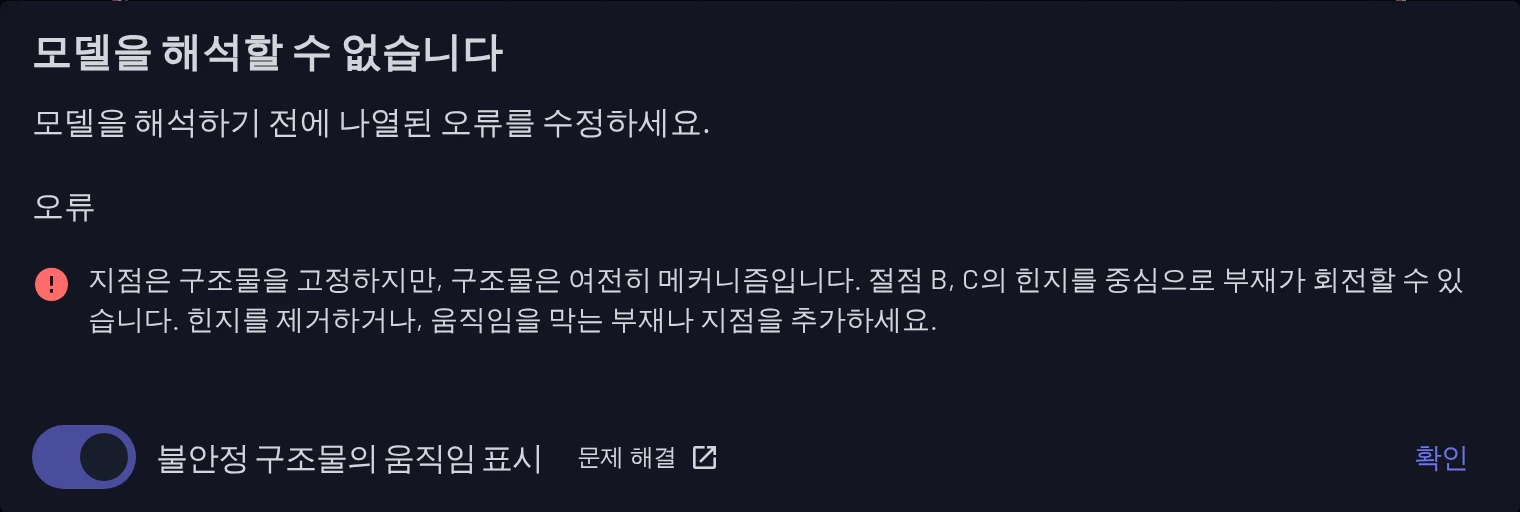 모델을 해석할 수 없습니다
모델을 해석하기 전에 나열된 오류를 수정하세요.
오류
지점은 구조물을 고정하지만, 구조물은 여전히 메커니즘입니다. 절점 B, C의 힌지를 중심으로 부재가 회전할 수 있
습니다. 힌지를 제거하거나, 움직임을 막는 부재나 지점을 추가하세요.
불안정 구조물의 움직임 표시 문제 해결 확인